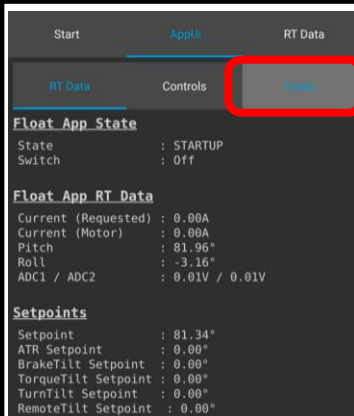 Start AppUi RT Data
RT Data Controls
Float App State
State : STARTUP
Switch : Off
Float App RT Data
Current (Requested) : 0.00A
Current (Motor) : 0.00A
Pitch : 81.96°
Roll : -3.16°
ADC1 / ADC2 : 0.01V / 0.01V
Setpoints
Setpoint : 81.34°
ATR Setpoint : 0.00°
BrakeTilt Setpoint : 0.00°
TorqueTilt Setpoint : 0.00°
TurnTilt Setpoint : 0.00°
RemoteTilt Setpoint : 0.00°